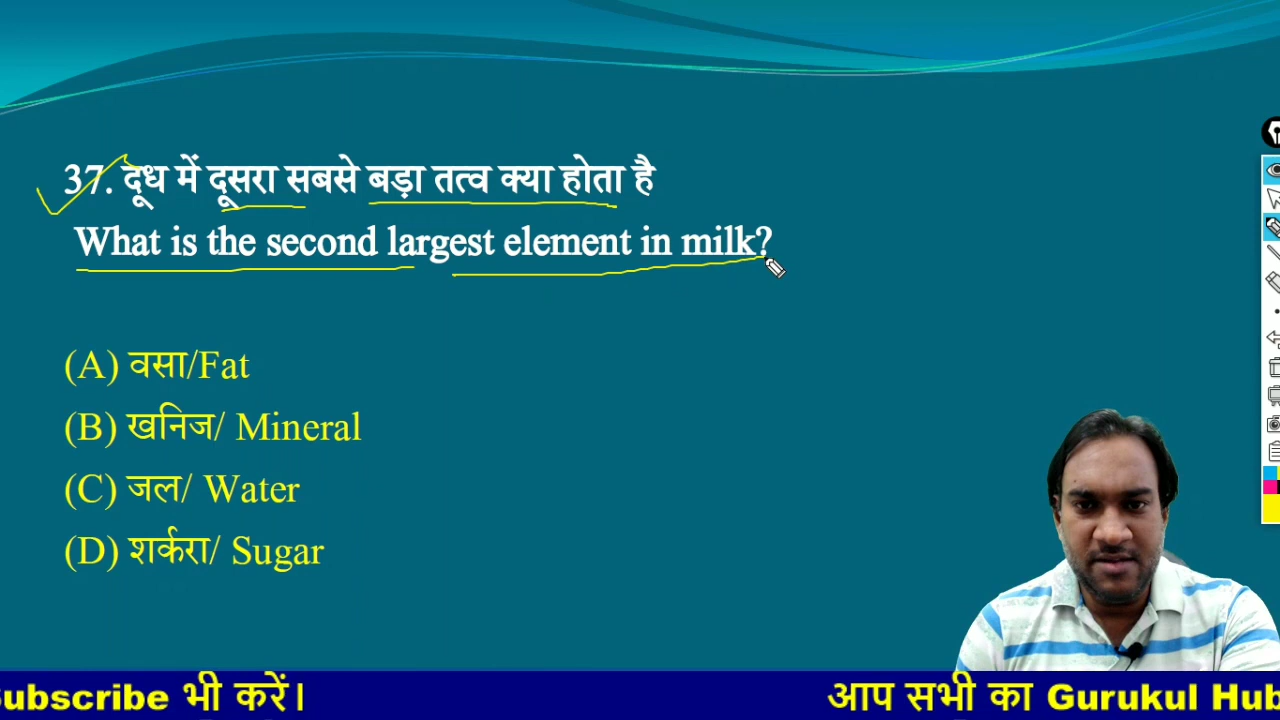 37. दूध में दूसरा सबसे बड़ा तत्व क्या होता है
What is the second largest element in milk?
(A) वसा/Fat
(B) खनिज/ Mineral
(C) जल/ Water
(D) शर्करा/ Sugar
ubscribe भी करें। आप सभी का Gurukul Hub